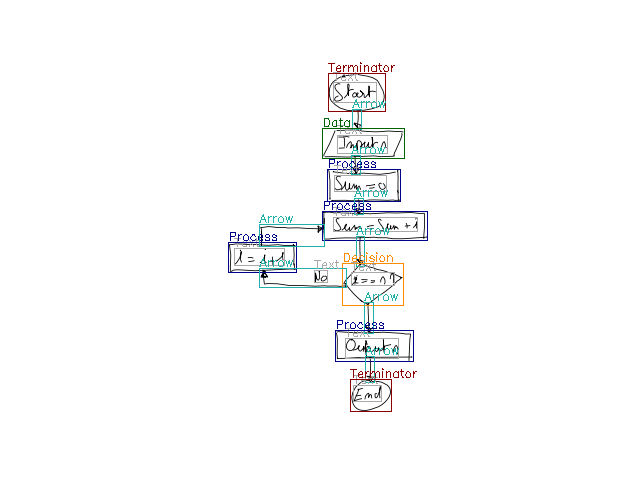 Terminator
Text
Start
Arrow
Data
Text
Input n
Arrow
Process
Text
Sum = 0
Arrow
Process
Text
Sum = Sum + 1
Arrow
Arrow
Process
Text
i = i + 1
Arrow
Decision
Text
i == n ?
Text
No
Arrow
Process
Text
Output s
Arrow
Terminator
Text
End